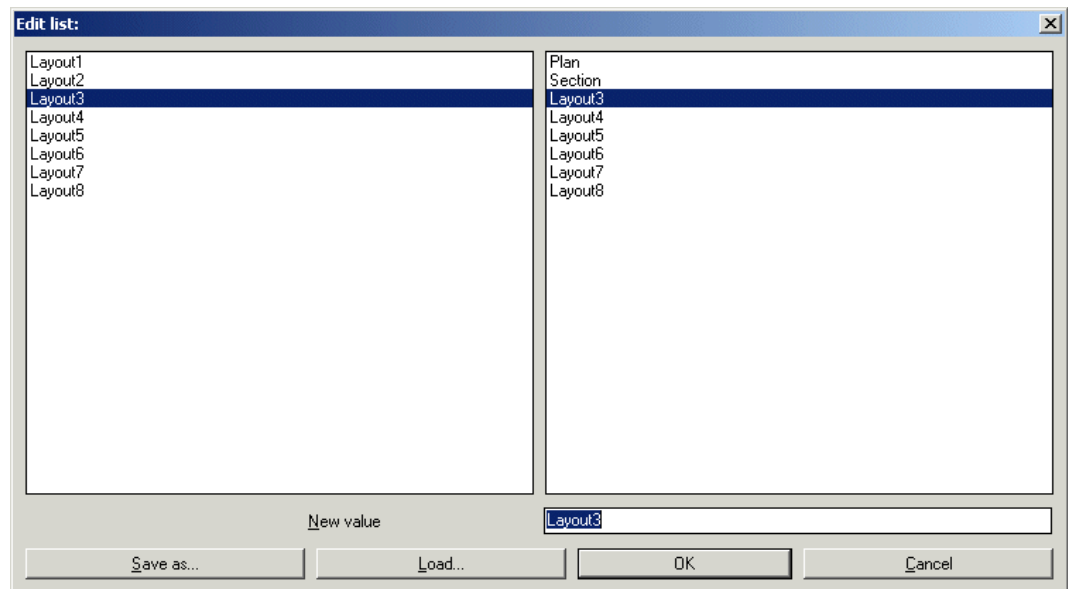 Edit list:
Layout1
Layout2
Layout3
Layout4
Layout5
Layout6
Layout7
Layout8
Plan
Section
Layout3
Layout4
Layout5
Layout6
Layout7
Layout8
New value
Layout3
Save as...
Load...
OK
Cancel